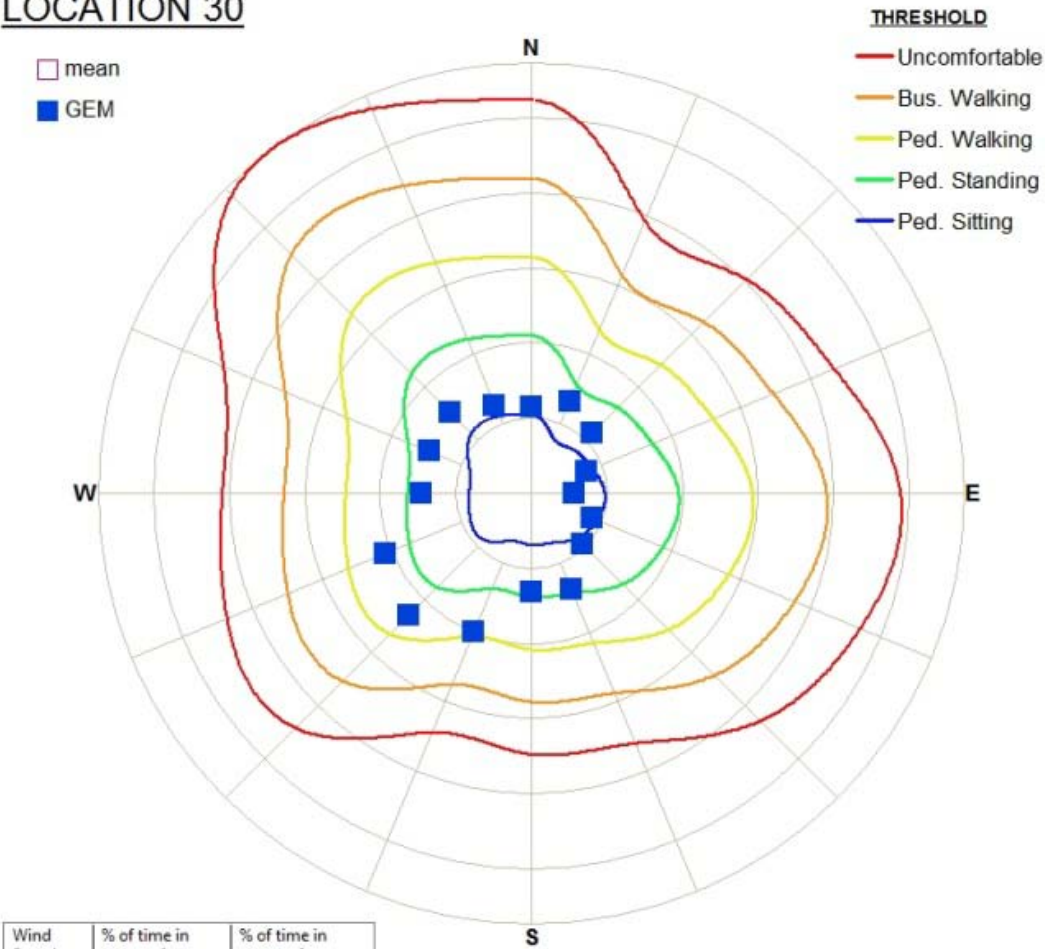 LOCATION 30
THRESHOLD
mean
GEM
Uncomfortable
Bus. Walking
Ped. Walking
Ped. Standing
Ped. Sitting
N
W
E
S
Wind
% of time in
% of time in